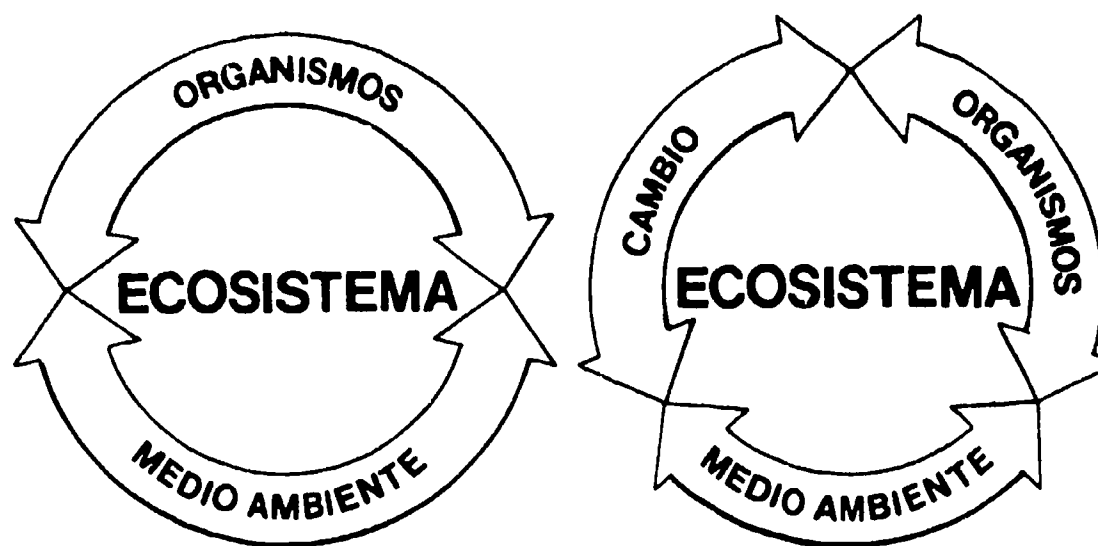 ORGANISMOS
ECOSISTEMA
MEDIO AMBIENTE
CAMBIO
ORGANISMOS
ECOSISTEMA
MEDIO AMBIENTE